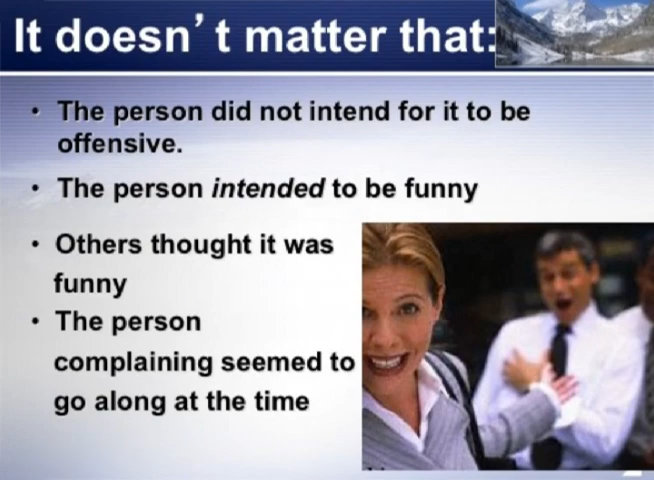 It doesn’t matter that:
• The person did not intend for it to be
offensive.
• The person intended to be funny
• Others thought it was
funny
• The person
complaining seemed to
go along at the time